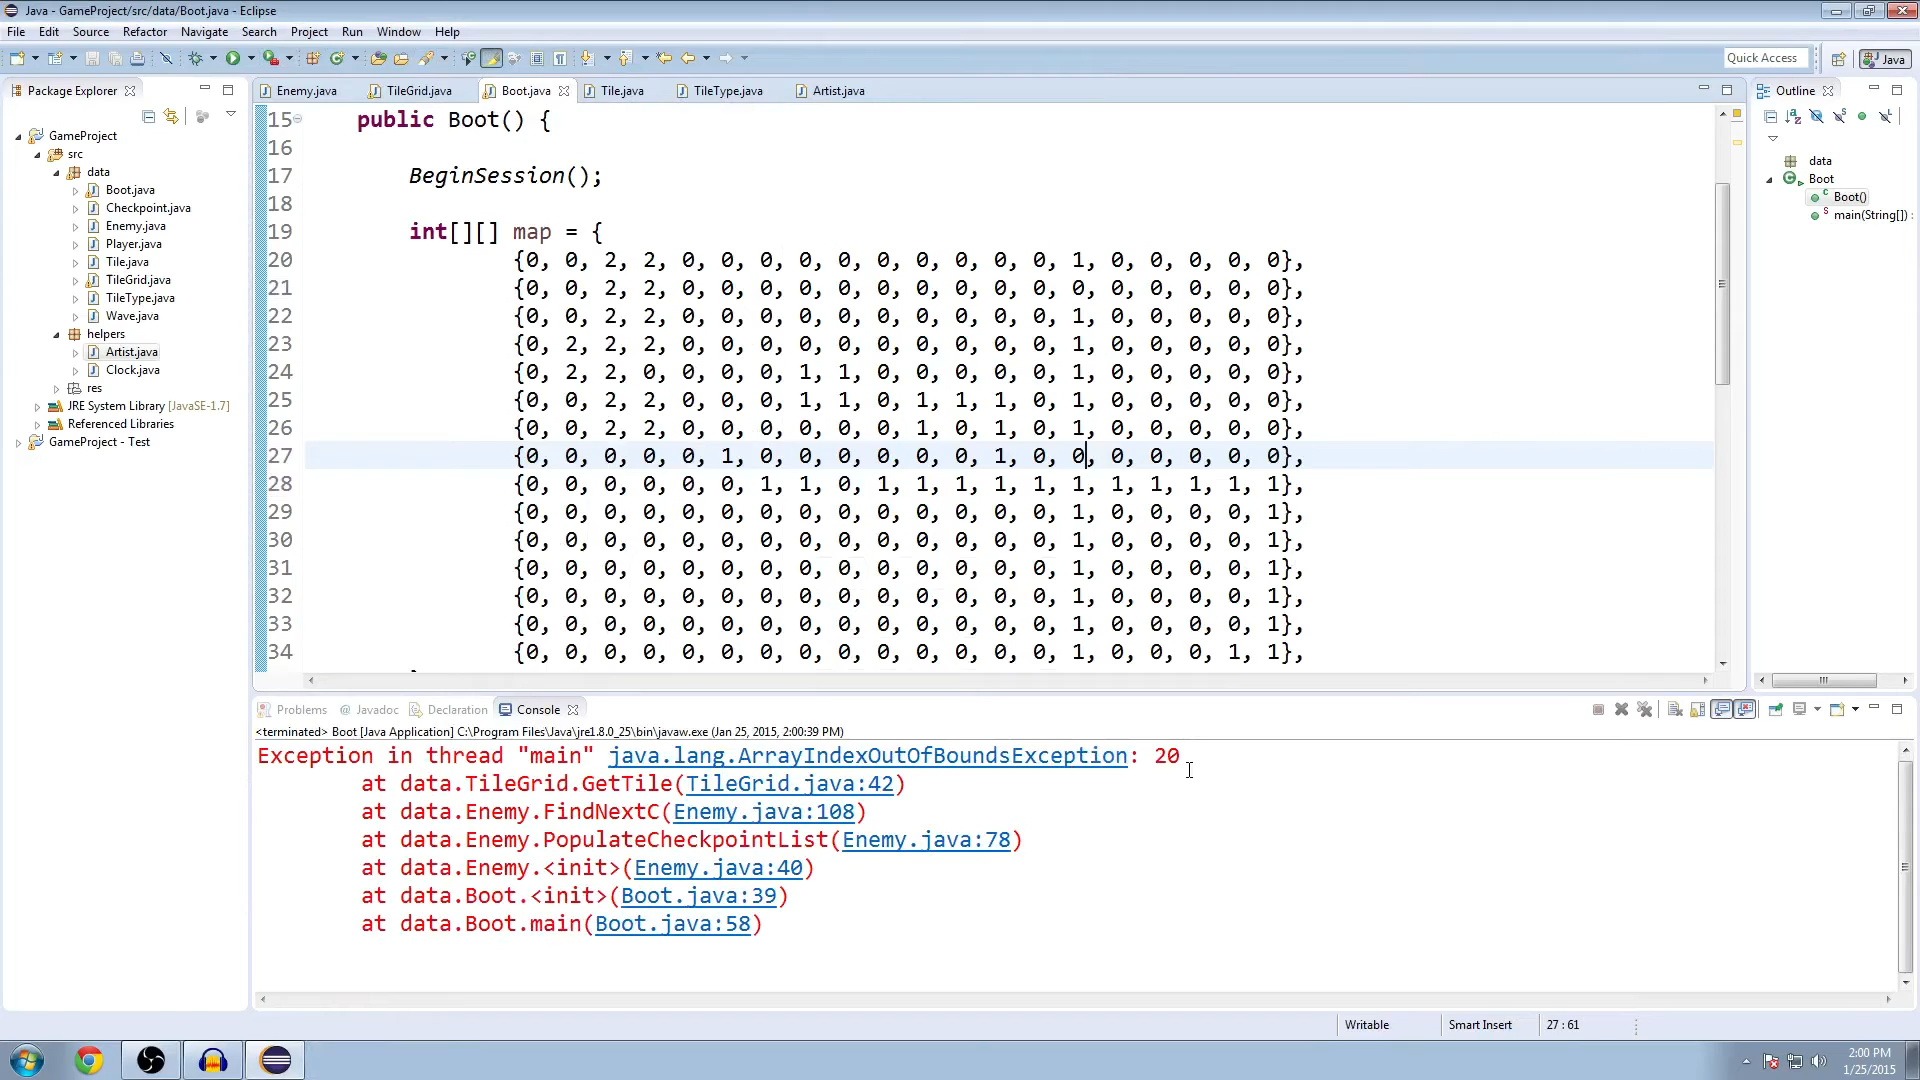 Java - GameProject/src/data/Boot.java - Eclipse
File Edit Source Refactor Navigate Search Project Run Window Help
Quick Access
Java
Package Explorer
Enemy.java TileGrid.java Boot.java Tile.java TileType.java Artist.java
Outline
GameProject
src
data
Boot.java
Checkpoint.java
Enemy.java
Player.java
Tile.java
TileGrid.java
TileType.java
Wave.java
helpers
Artist.java
Clock.java
res
JRE System Library [JavaSE-1.7]
Referenced Libraries
GameProject - Test
15 public Boot() {
16
17 BeginSession();
18
19 int[][] map = {
20 {0, 0, 2, 2, 0, 0, 0, 0, 0, 0, 0, 0, 0, 0, 1, 0, 0, 0, 0, 0},
21 {0, 0, 2, 2, 0, 0, 0, 0, 0, 0, 0, 0, 0, 0, 0, 0, 0, 0, 0, 0},
22 {0, 0, 2, 2, 0, 0, 0, 0, 0, 0, 0, 0, 0, 0, 1, 0, 0, 0, 0, 0},
23 {0, 2, 2, 2, 0, 0, 0, 0, 0, 0, 0, 0, 0, 0, 1, 0, 0, 0, 0, 0},
24 {0, 2, 2, 0, 0, 0, 0, 1, 1, 0, 0, 0, 0, 0, 1, 0, 0, 0, 0, 0},
25 {0, 0, 2, 2, 0, 0, 0, 1, 1, 0, 1, 1, 1, 0, 1, 0, 0, 0, 0, 0},
26 {0, 0, 2, 2, 0, 0, 0, 0, 0, 0, 1, 0, 1, 0, 1, 0, 0, 0, 0, 0},
27 {0, 0, 0, 0, 0, 1, 0, 0, 0, 0, 0, 0, 1, 0, 0, 0, 0, 0, 0, 0},
28 {0, 0, 0, 0, 0, 0, 1, 1, 0, 1, 1, 1, 1, 1, 1, 1, 1, 1, 1, 1},
29 {0, 0, 0, 0, 0, 0, 0, 0, 0, 0, 0, 0, 0, 0, 1, 0, 0, 0, 0, 1},
30 {0, 0, 0, 0, 0, 0, 0, 0, 0, 0, 0, 0, 0, 0, 1, 0, 0, 0, 0, 1},
31 {0, 0, 0, 0, 0, 0, 0, 0, 0, 0, 0, 0, 0, 0, 1, 0, 0, 0, 0, 1},
32 {0, 0, 0, 0, 0, 0, 0, 0, 0, 0, 0, 0, 0, 0, 1, 0, 0, 0, 0, 1},
33 {0, 0, 0, 0, 0, 0, 0, 0, 0, 0, 0, 0, 0, 0, 1, 0, 0, 0, 0, 1},
34 {0, 0, 0, 0, 0, 0, 0, 0, 0, 0, 0, 0, 0, 0, 1, 0, 0, 0, 1, 1},
data
Boot
Boot()
main(String[]) :
Problems @ Javadoc Declaration Console
<terminated> Boot [Java Application] C:\Program Files\Java\jre1.8.0_25\bin\javaw.exe (Jan 25, 2015, 2:00:39 PM)
Exception in thread "main" java.lang.ArrayIndexOutOfBoundsException: 20
at data.TileGrid.GetTile(TileGrid.java:42)
at data.Enemy.FindNextC(Enemy.java:108)
at data.Enemy.PopulateCheckpointList(Enemy.java:78)
at data.Enemy.<init>(Enemy.java:40)
at data.Boot.<init>(Boot.java:39)
at data.Boot.main(Boot.java:58)
Writable Smart Insert 27 : 61
2:00 PM
1/25/2015